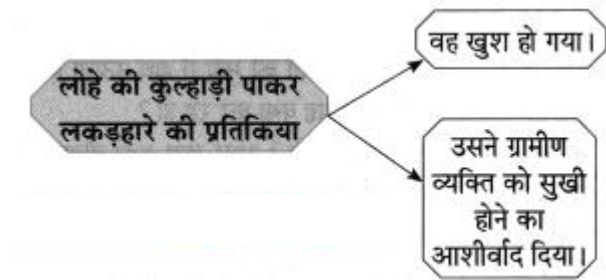 लोहे की कुल्हाड़ी पाकर
लकड़हारे की प्रतिकिया
वह खुश हो गया।
उसने ग्रामीण
व्यक्ति को सुखी
होने का
आशीर्वाद दिया।